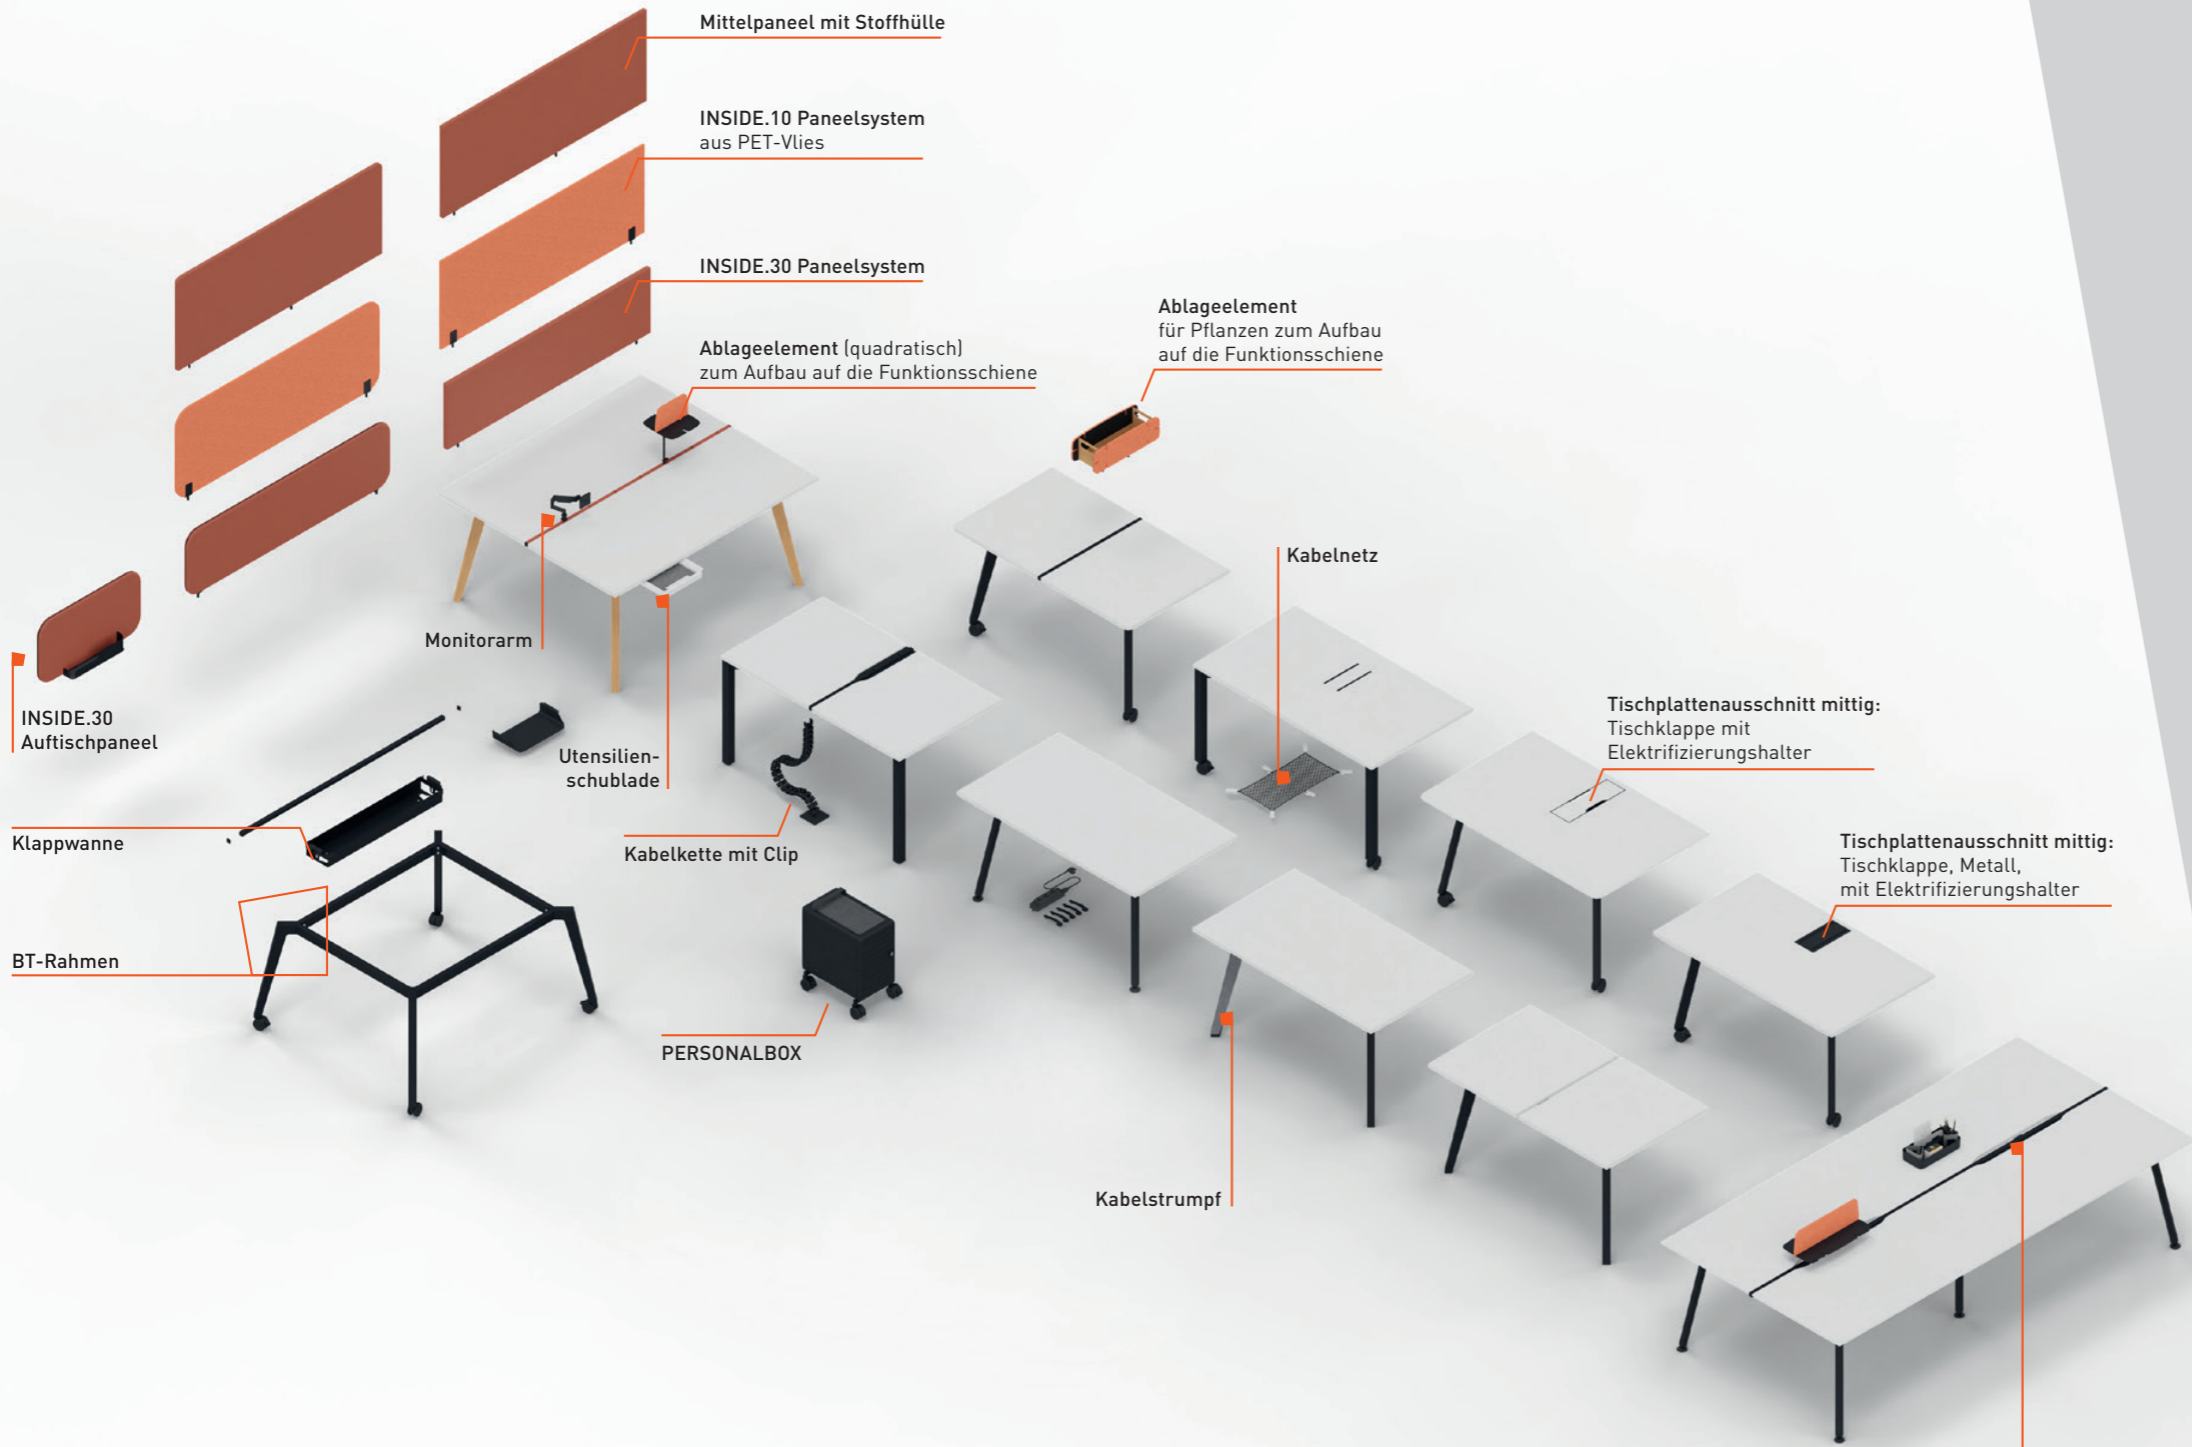 Mittelpaneel mit Stoffhülle
INSIDE.10 Paneelsystem
aus PET-Vlies
INSIDE.30 Paneelsystem
Ablageelement (quadratisch)
zum Aufbau auf die Funktionsschiene
Ablageelement
für Pflanzen zum Aufbau
auf die Funktionsschiene
Kabelnetz
Monitorarm
INSIDE.30
Auftischpaneel
Utensilien-
schublade
Tischplattenausschnitt mittig:
Tischklappe mit
Elektrifizierungshalter
Klappwanne
Kabelkette mit Clip
Tischplattenausschnitt mittig:
Tischklappe, Metall,
mit Elektrifizierungshalter
BT-Rahmen
PERSONALBOX
Kabelstrumpf